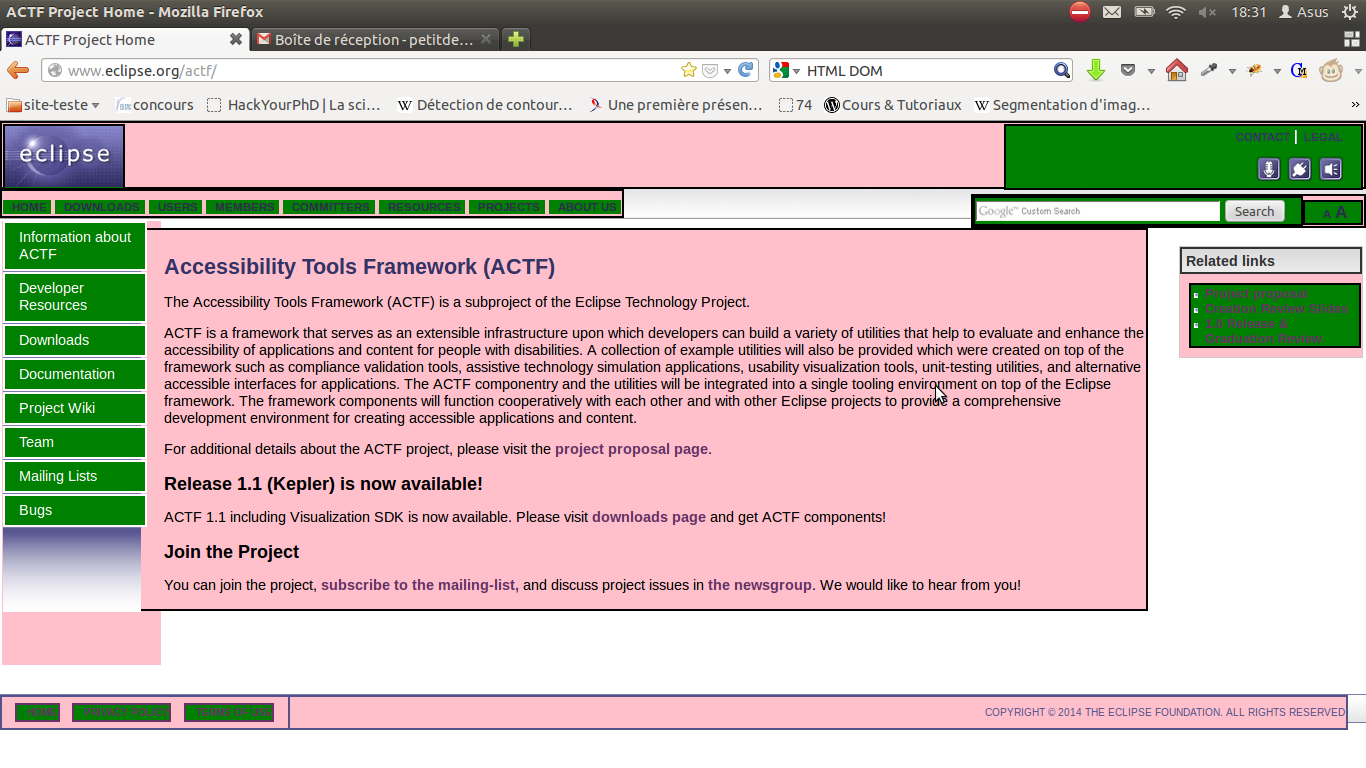 ACTF Project Home - Mozilla Firefox
18:31 Asus
ACTF Project Home
Boîte de réception - petitde...
www.eclipse.org/actf/
HTML DOM
site-teste
concours
HackYourPhD | La sci...
Détection de contour...
Une première présen...
74
Cours & Tutoriaux
Segmentation d'imag...
»
eclipse
CONTACT | LEGAL
HOME DOWNLOADS USERS MEMBERS COMMITTERS RESOURCES PROJECTS ABOUT US
Google™ Custom Search
Search
A A
Information about
ACTF
Developer
Resources
Downloads
Documentation
Project Wiki
Team
Mailing Lists
Bugs
Accessibility Tools Framework (ACTF)
The Accessibility Tools Framework (ACTF) is a subproject of the Eclipse Technology Project.
ACTF is a framework that serves as an extensible infrastructure upon which developers can build a variety of utilities that help to evaluate and enhance the
accessibility of applications and content for people with disabilities. A collection of example utilities will also be provided which were created on top of the
framework such as compliance validation tools, assistive technology simulation applications, usability visualization tools, unit-testing utilities, and alternative
accessible interfaces for applications. The ACTF componentry and the utilities will be integrated into a single tooling environment on top of the Eclipse
framework. The framework components will function cooperatively with each other and with other Eclipse projects to provide a comprehensive
development environment for creating accessible applications and content.
For additional details about the ACTF project, please visit the project proposal page.
Release 1.1 (Kepler) is now available!
ACTF 1.1 including Visualization SDK is now available. Please visit downloads page and get ACTF components!
Join the Project
You can join the project, subscribe to the mailing-list, and discuss project issues in the newsgroup. We would like to hear from you!
Related links
Project proposal
Creation Review Slides
1.0 Release &
Graduation Review
HOME PRIVACY POLICY TERMS OF USE
COPYRIGHT © 2014 THE ECLIPSE FOUNDATION. ALL RIGHTS RESERVED